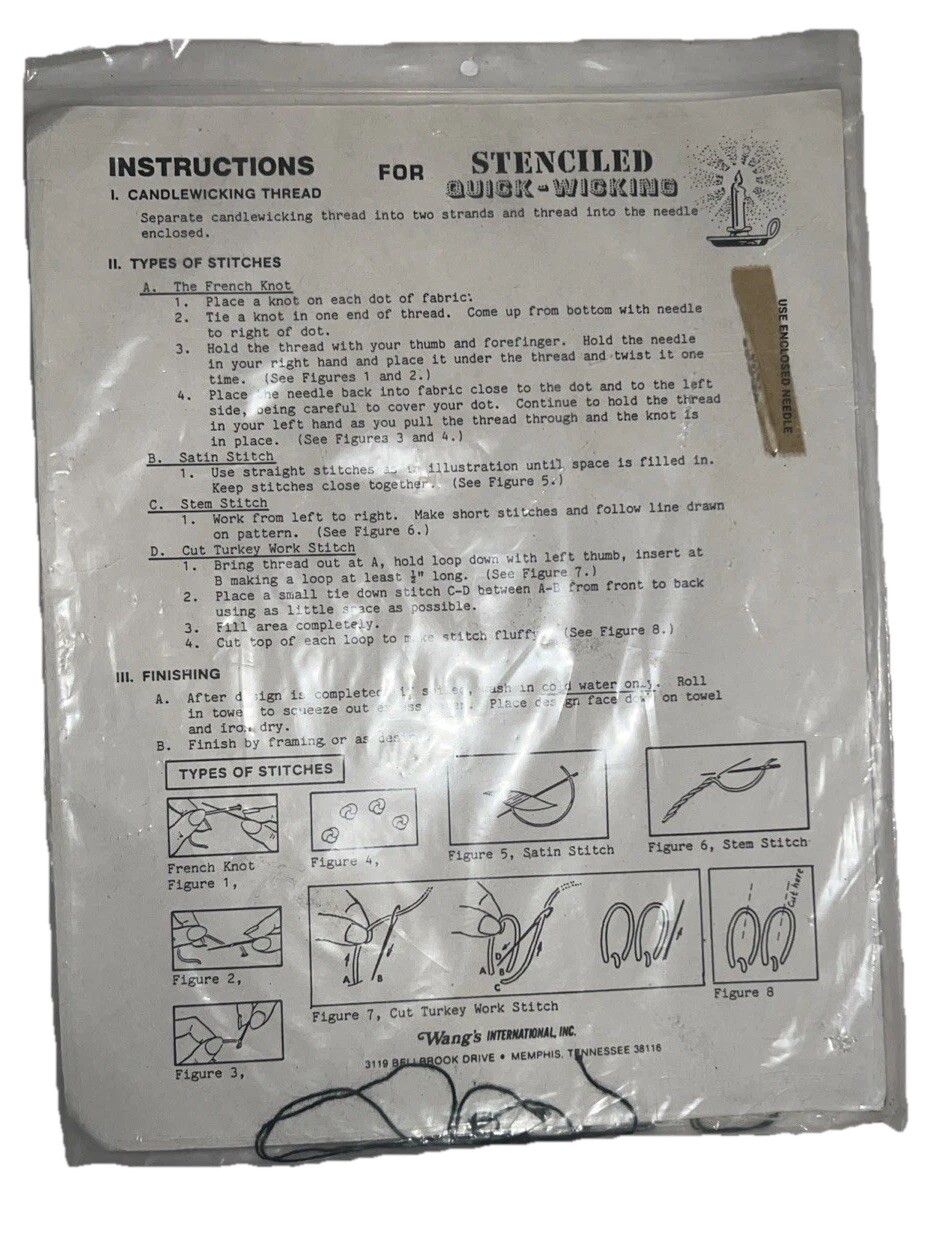 INSTRUCTIONS FOR STENCILED
QUICK-WICKING
I. CANDLEWICKING THREAD
Separate candlewicking thread into two strands and thread into the needle
enclosed.
II. TYPES OF STITCHES
A. The French Knot
1. Place a knot on each dot of fabric.
2. Tie a knot in one end of thread. Come up from bottom with needle
to right of dot.
3. Hold the thread with your thumb and forefinger. Hold the needle
in your right hand and place it under the thread and twist it one
time. (See Figures 1 and 2.)
4. Place the needle back into fabric close to the dot and to the left
side, being careful to cover your dot. Continue to hold the thread
in your left hand as you pull the thread through and the knot is
in place. (See Figures 3 and 4.)
B. Satin Stitch
1. Use straight stitches as in illustration until space is filled in.
Keep stitches close together. (See Figure 5.)
C. Stem Stitch
1. Work from left to right. Make short stitches and follow line drawn
on pattern. (See Figure 6.)
D. Cut Turkey Work Stitch
1. Bring thread out at A, hold loop down with left thumb, insert at
B making a loop at least ½" long. (See Figure 7.)
2. Place a small tie down stitch C-D between A-B from front to back
using as little space as possible.
3. Fill area completely.
4. Cut top of each loop to make stitch fluffy. (See Figure 8.)
III. FINISHING
A. After design is completed, if soiled, wash in cold water only. Roll
in towel to squeeze out excess water. Place design face down on towel
and iron dry.
B. Finish by framing or as
USE ENCLOSED NEEDLE
TYPES OF STITCHES
French Knot
Figure 1,
Figure 4,
Figure 5, Satin Stitch
Figure 6, Stem Stitch
Figure 2,
A B
A D B C
Cut here
Figure 7, Cut Turkey Work Stitch
Figure 8
Figure 3,
Wang's INTERNATIONAL, INC.
3119 BELLBROOK DRIVE • MEMPHIS, TENNESSEE 38116